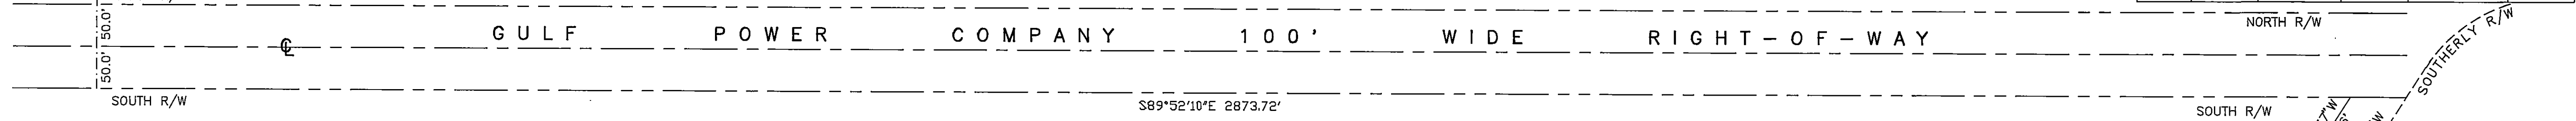 50.0'
50.0'
℄
GULF POWER COMPANY 100' WIDE RIGHT-OF-WAY
NORTH R/W
SOUTHERLY R/W
SOUTH R/W
S89°52'10"E 2873.72'
SOUTH R/W